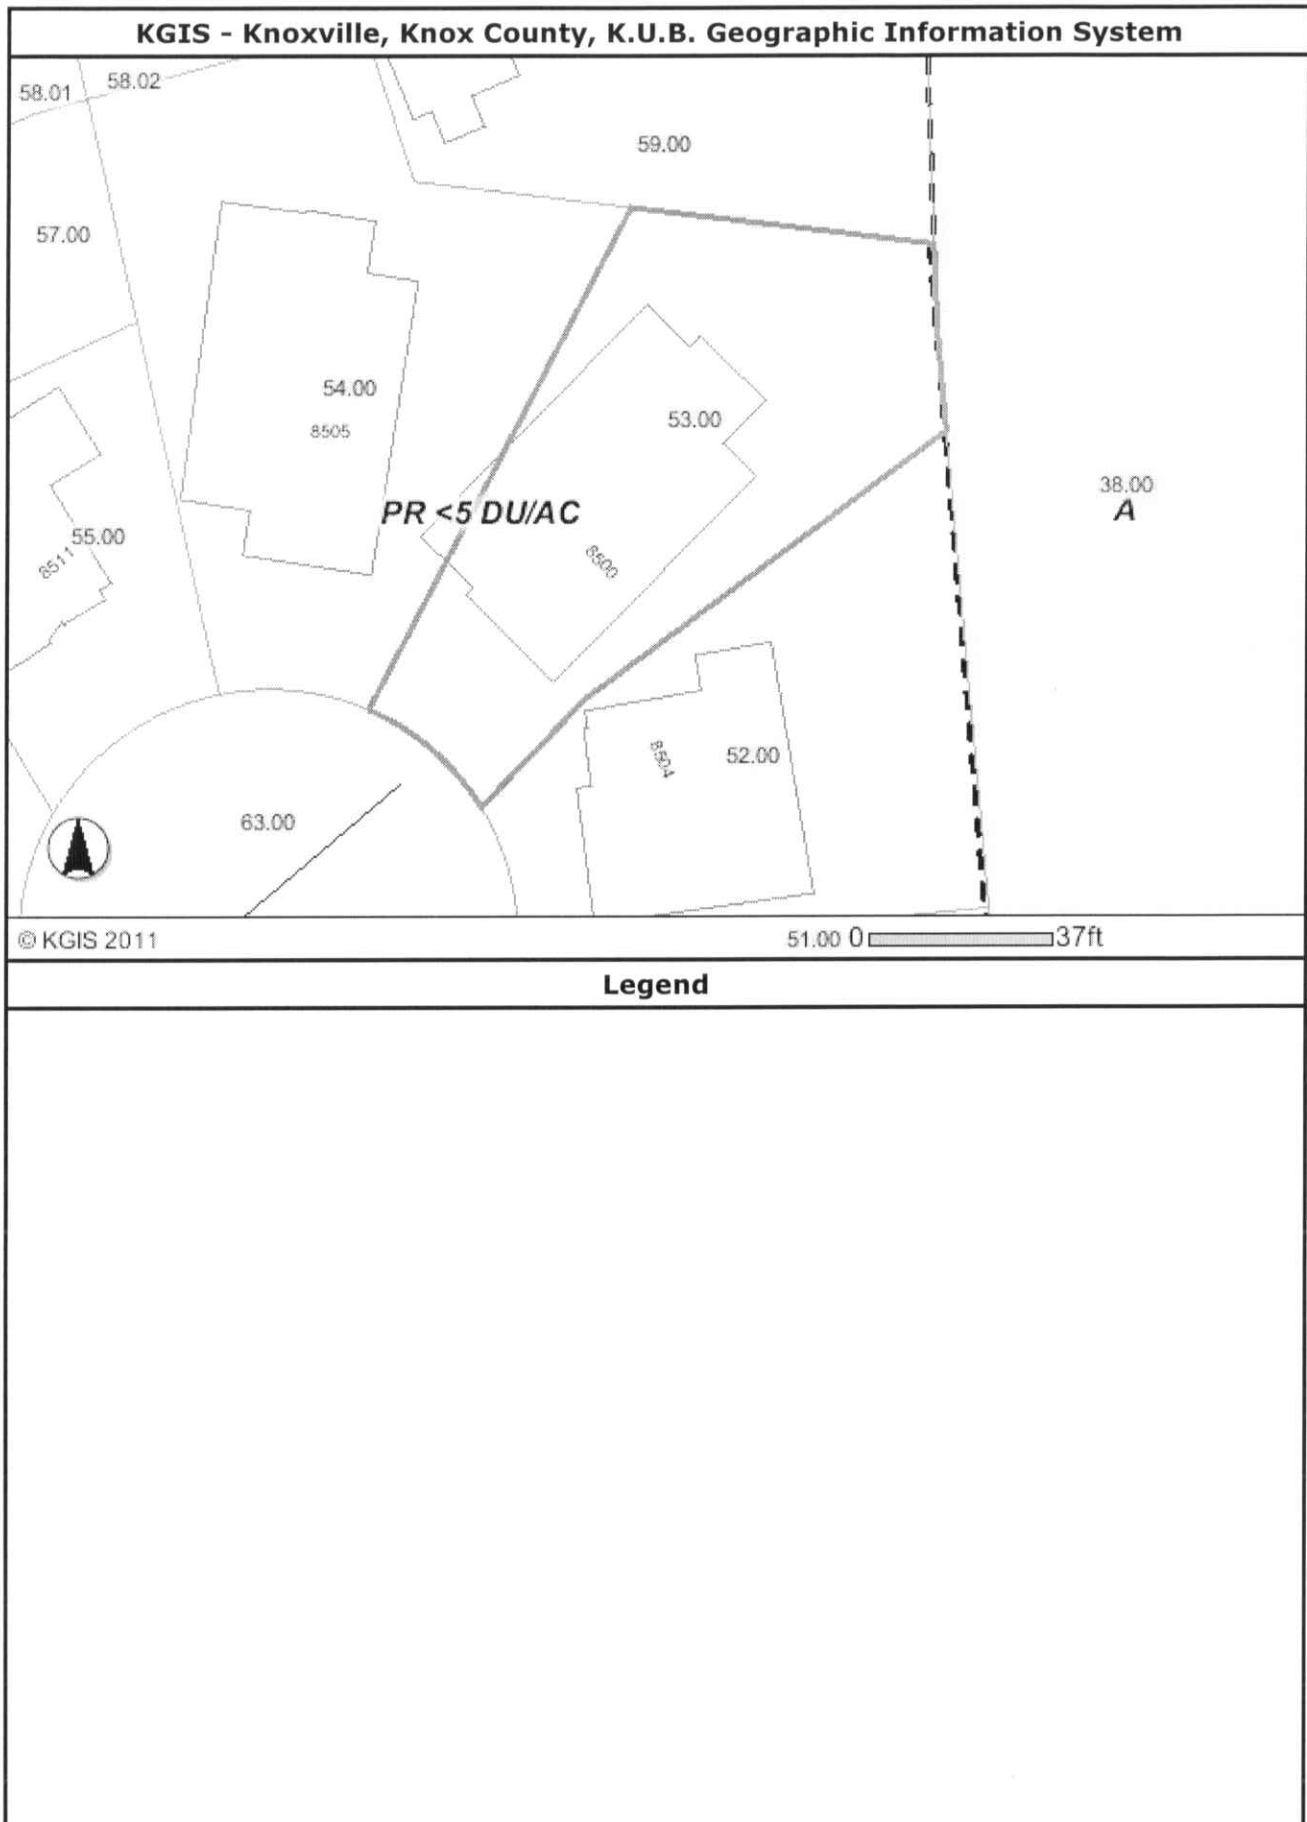 KGIS - Knoxville, Knox County, K.U.B. Geographic Information System
58.01
58.02
59.00
57.00
54.00
8505
53.00
PR <5 DU/AC
38.00
A
55.00
8511
8500
8504
52.00
63.00
© KGIS 2011
51.00 0 37ft
Legend